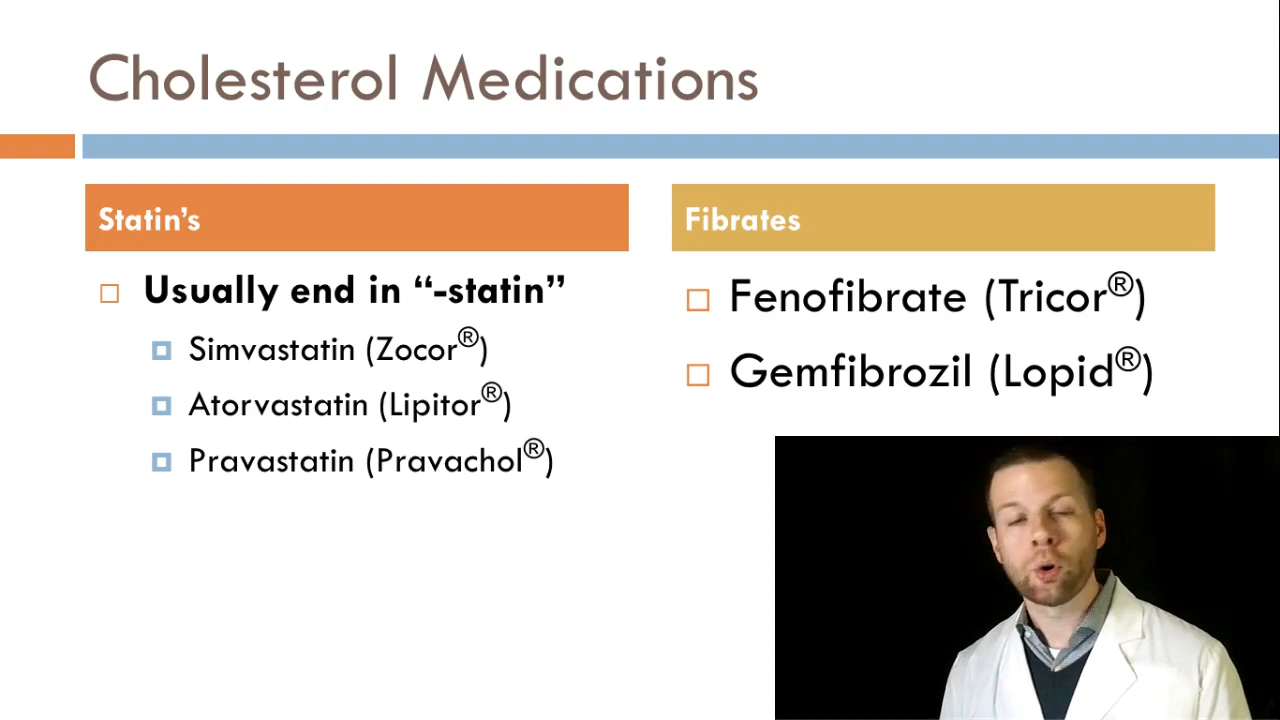 Cholesterol Medications
Statin’s
Usually end in “-statin”
Simvastatin (Zocor®)
Atorvastatin (Lipitor®)
Pravastatin (Pravachol®)
Fibrates
Fenofibrate (Tricor®)
Gemfibrozil (Lopid®)